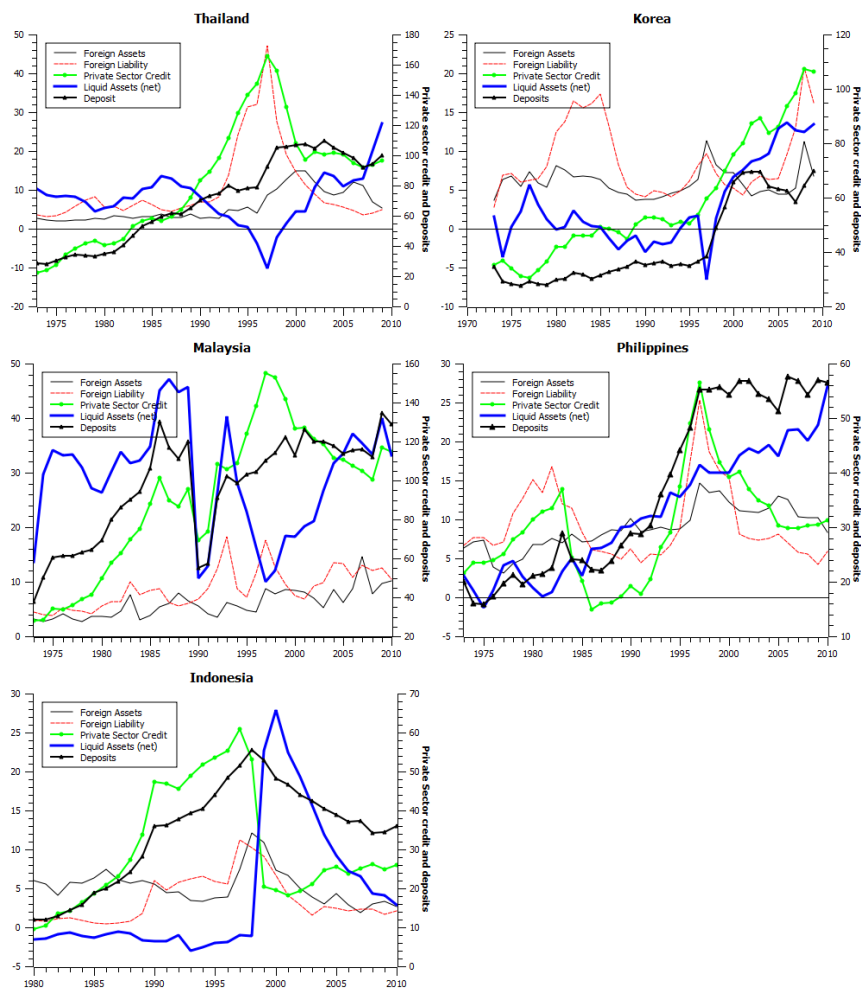 Thailand
50
40
30
20
10
0
-10
-20
180
160
140
120
100
80
60
40
20
0
Foreign Assets
Foreign Liability
Private Sector Credit
Liquid Assets (net)
Deposit
Private sector credit and Deposits
1975 1980 1985 1990 1995 2000 2005 2010
Korea
25
20
15
10
5
0
-5
-10
120
100
80
60
40
20
Foreign Assets
Foreign Liability
Private Sector Credit
Liquid Assets (net)
Deposits
Private Sector credit and deposits
1970 1975 1980 1985 1990 1995 2000 2005 2010
Malaysia
50
40
30
20
10
0
160
140
120
100
80
60
40
20
Foreign Assets
Foreign Liability
Private Sector Credit
Liquid Assets (net)
Deposits
Private Sector credit and deposits
1975 1980 1985 1990 1995 2000 2005 2010
Philippines
30
25
20
15
10
5
0
-5
60
50
40
30
20
10
Foreign Assets
Foreign Liability
Private Sector Credit
Liquid Assets (net)
Deposits
Private Sector credit and deposits
1975 1980 1985 1990 1995 2000 2005 2010
Indonesia
30
25
20
15
10
5
0
-5
70
60
50
40
30
20
10
0
Foreign Assets
Foreign Liability
Private Sector Credit
Liquid Assets (net)
Deposits
Private Sector credit and deposits
1980 1985 1990 1995 2000 2005 2010